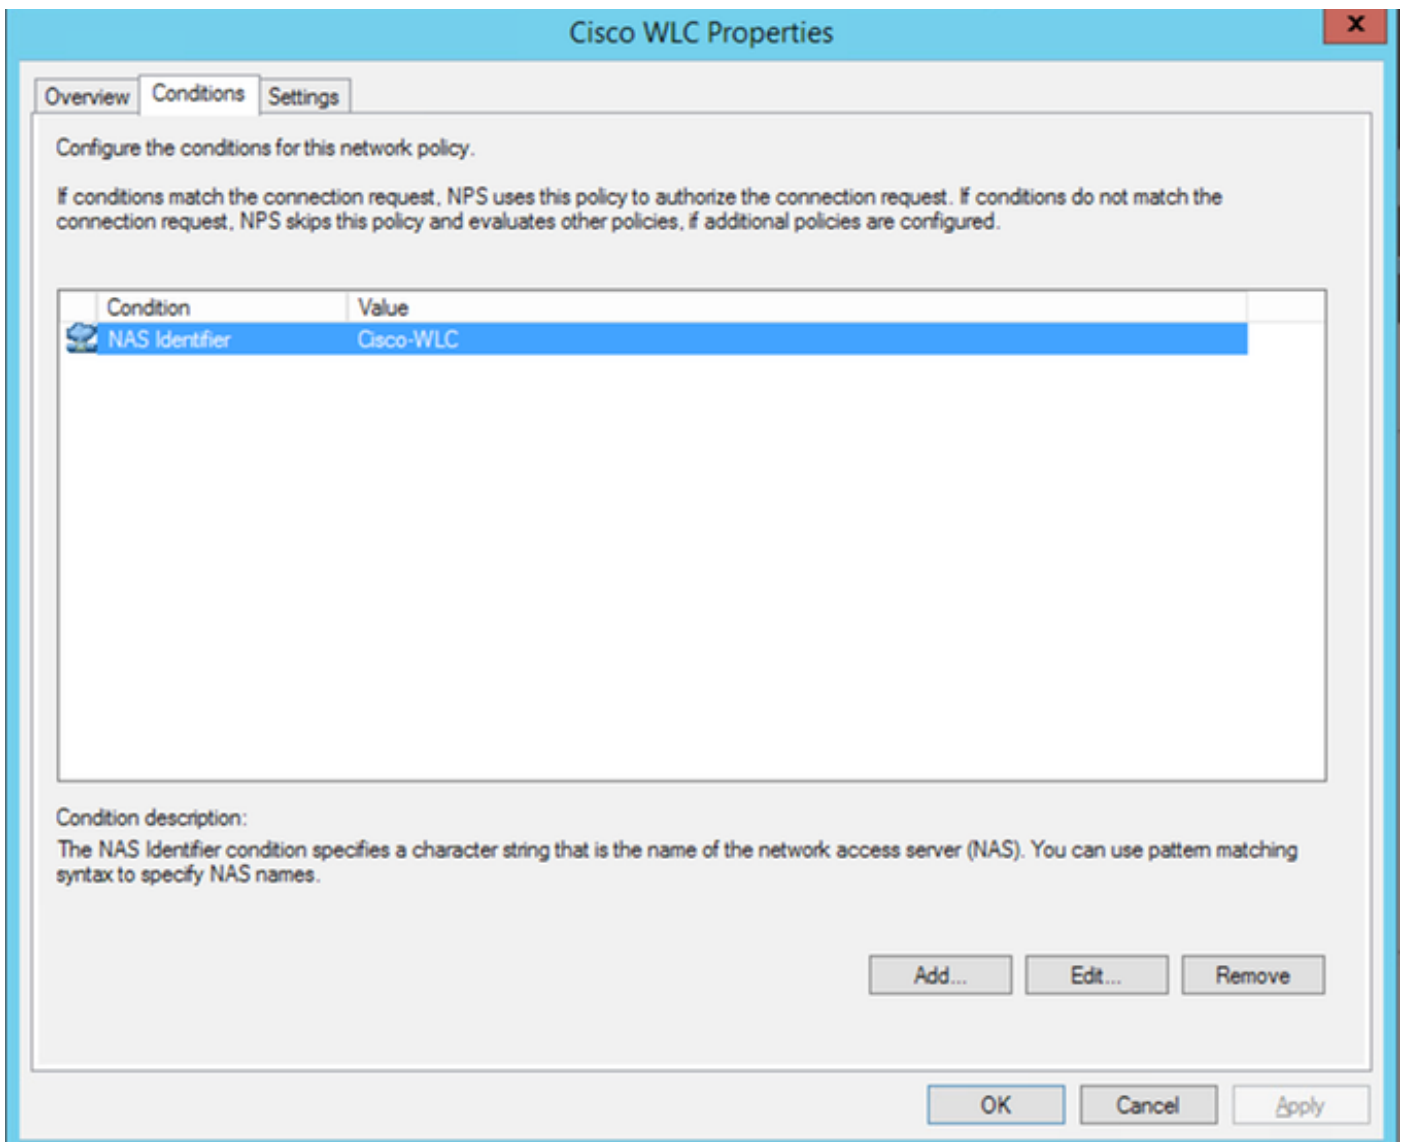 Cisco WLC Properties
x
Overview Conditions Settings
Configure the conditions for this network policy.
If conditions match the connection request, NPS uses this policy to authorize the connection request. If conditions do not match the
connection request, NPS skips this policy and evaluates other policies, if additional policies are configured.
Condition Value
NAS Identifier Cisco-WLC
Condition description:
The NAS Identifier condition specifies a character string that is the name of the network access server (NAS). You can use pattern matching
syntax to specify NAS names.
Add... Edit... Remove
OK Cancel Apply